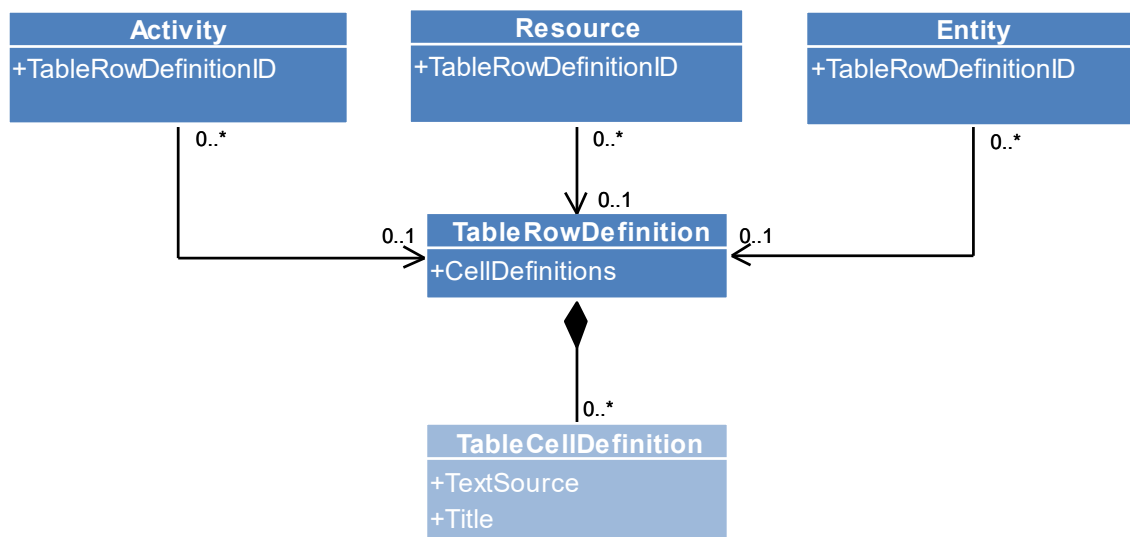 Activity
+TableRowDefinitionID
Resource
+TableRowDefinitionID
Entity
+TableRowDefinitionID
0..*
0..*
0..*
0..1
0..1
0..1
TableRowDefinition
+CellDefinitions
0..*
TableCellDefinition
+TextSource
+Title